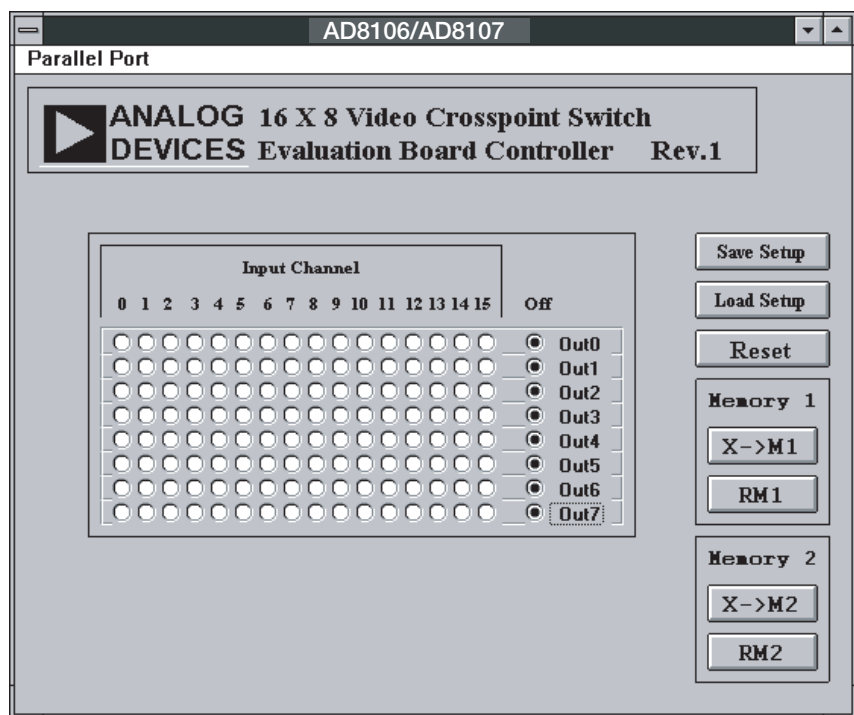 AD8106/AD8107
Parallel Port
ANALOG DEVICES
16 X 8 Video Crosspoint Switch
Evaluation Board Controller Rev.1
Input Channel
0 1 2 3 4 5 6 7 8 9 10 11 12 13 14 15 Off
Out0
Out1
Out2
Out3
Out4
Out5
Out6
Out7
Save Setup
Load Setup
Reset
Memory 1
X->M1
RM1
Memory 2
X->M2
RM2